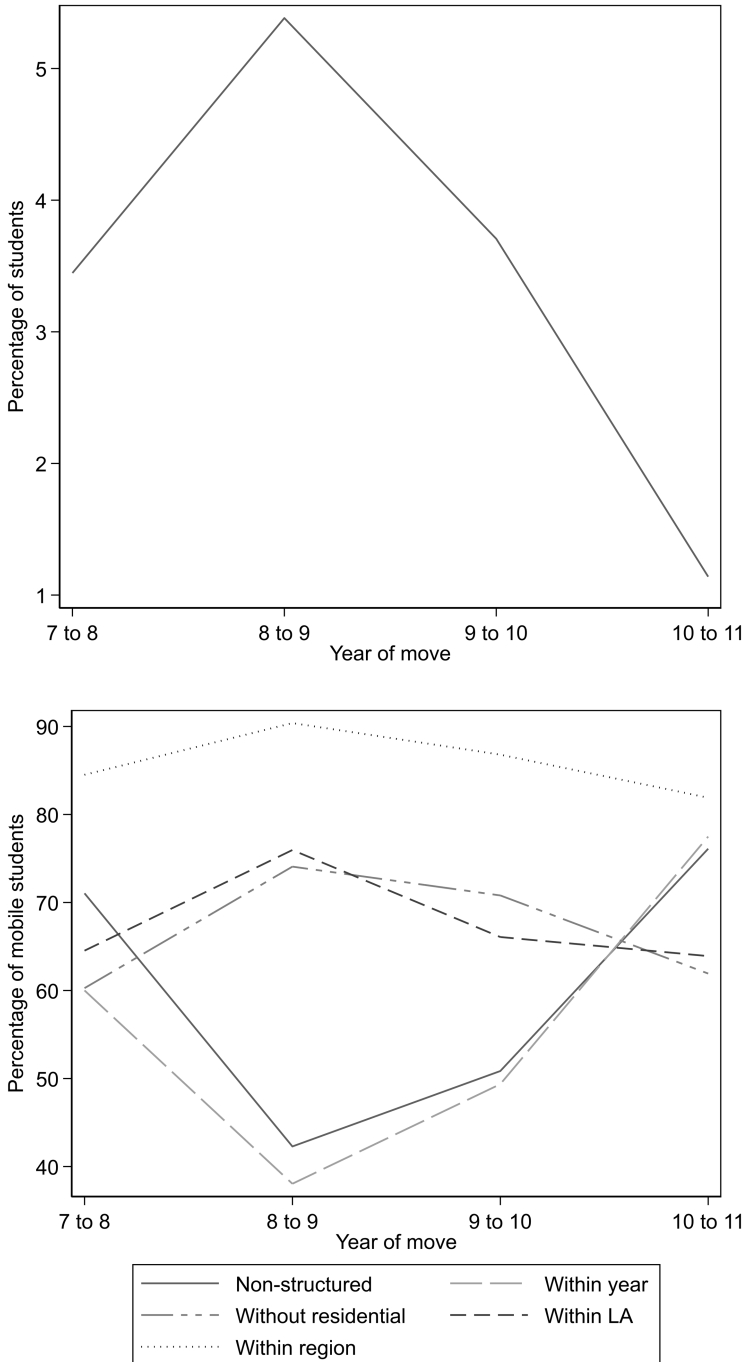 Percentage of students
5
4
3
2
1
7 to 8
8 to 9
9 to 10
10 to 11
Year of move
Percentage of mobile students
90
80
70
60
50
40
7 to 8
8 to 9
9 to 10
10 to 11
Year of move
Non-structured
Within year
Without residential
Within LA
Within region